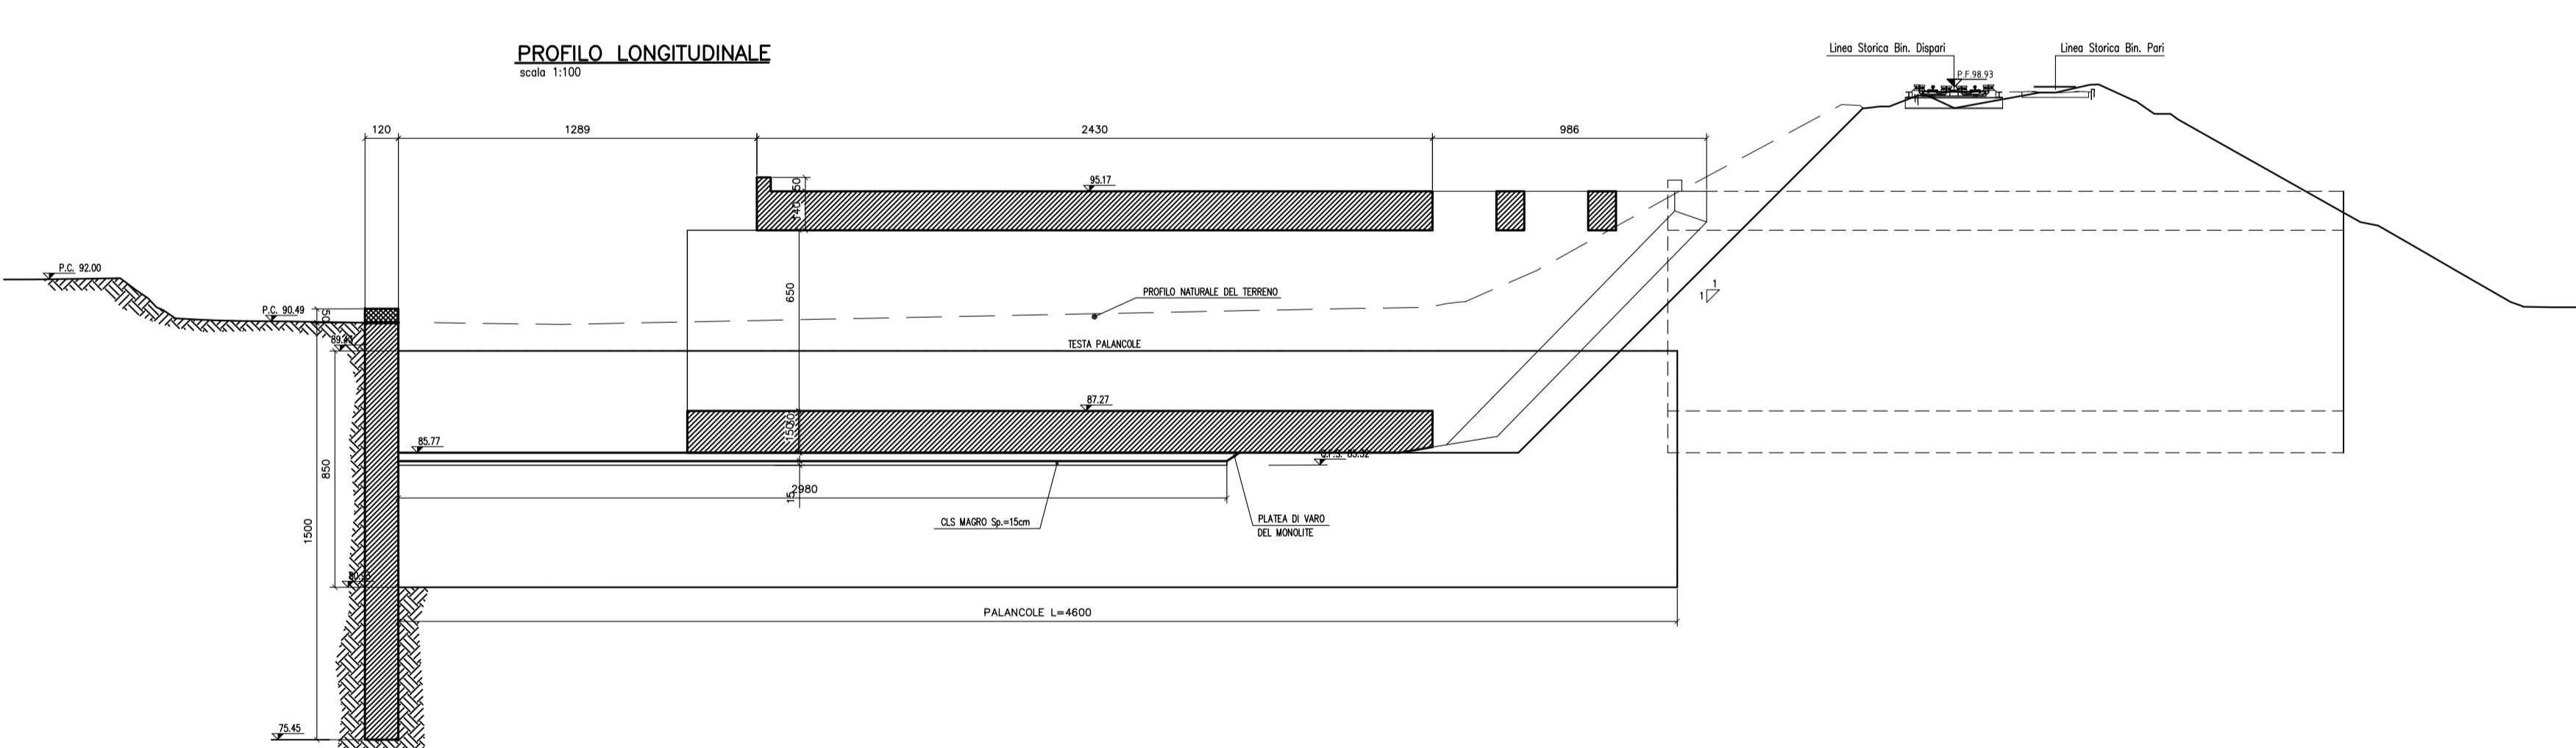 PROFILO LONGITUDINALE
scala 1:100
Linea Storica Bin. Dispari
Linea Storica Bin. Pari
P.F.98.93
120
1289
2430
986
50
95.17
140
P.C. 92.00
P.C. 90.49
50
650
PROFILO NATURALE DEL TERRENO
1
1
TESTA PALANCOLE
87.27
85.77
850
1500
15
2980
CLS MAGRO Sp.=15cm
PLATEA DI VARO
DEL MONOLITE
PALANCOLE L=4600
75.45